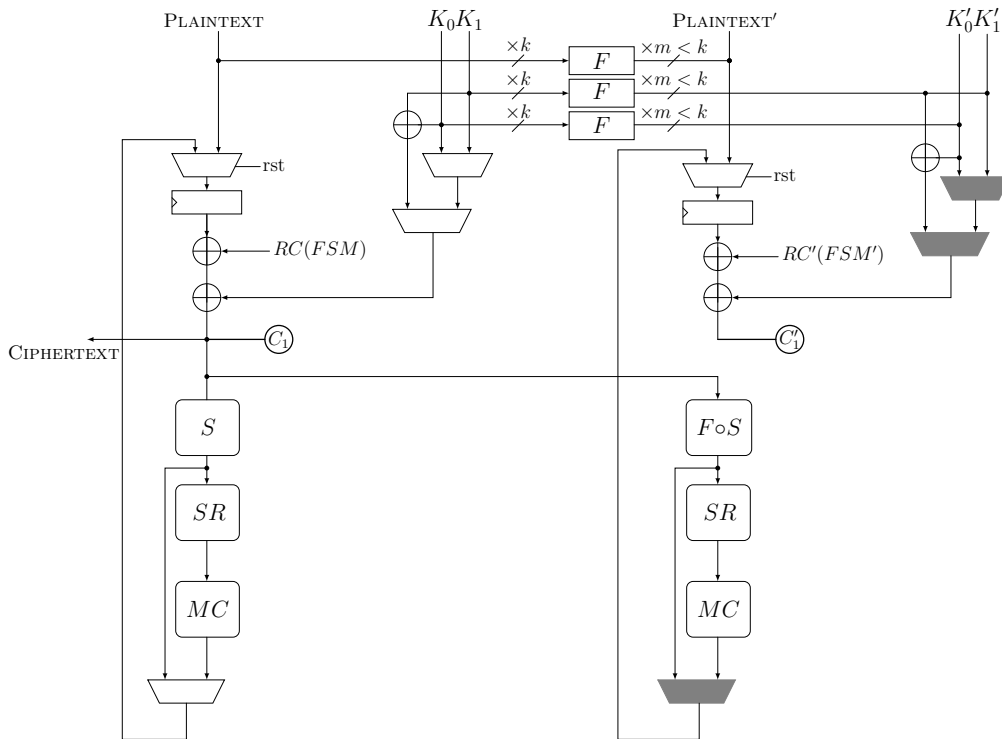 PLAINTEXT K₀K₁ PLAINTEXT′ K′₀K′₁
×k F ×m < k
×k F ×m < k
×k F ×m < k
rst rst
RC(FSM) RC′(FSM′)
C₁ C′₁
CIPHERTEXT
S F∘S
SR SR
MC MC